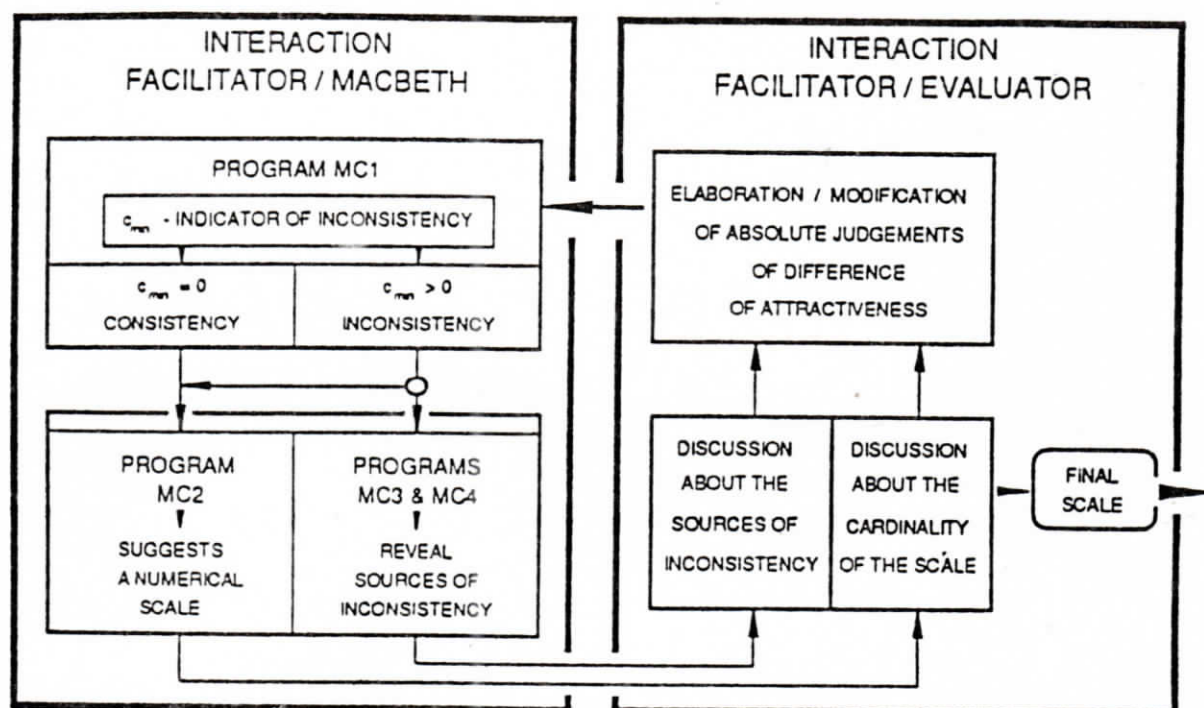 INTERACTION
FACILITATOR / MACBETH
PROGRAM MC1
c_min - INDICATOR OF INCONSISTENCY
c_min = 0
CONSISTENCY
c_min > 0
INCONSISTENCY
PROGRAM
MC2
SUGGESTS
A NUMERICAL
SCALE
PROGRAMS
MC3 & MC4
REVEAL
SOURCES OF
INCONSISTENCY
INTERACTION
FACILITATOR / EVALUATOR
ELABORATION / MODIFICATION
OF ABSOLUTE JUDGEMENTS
OF DIFFERENCE
OF ATTRACTIVENESS
DISCUSSION
ABOUT THE
SOURCES OF
INCONSISTENCY
DISCUSSION
ABOUT THE
CARDINALITY
OF THE SCALE
FINAL
SCALE